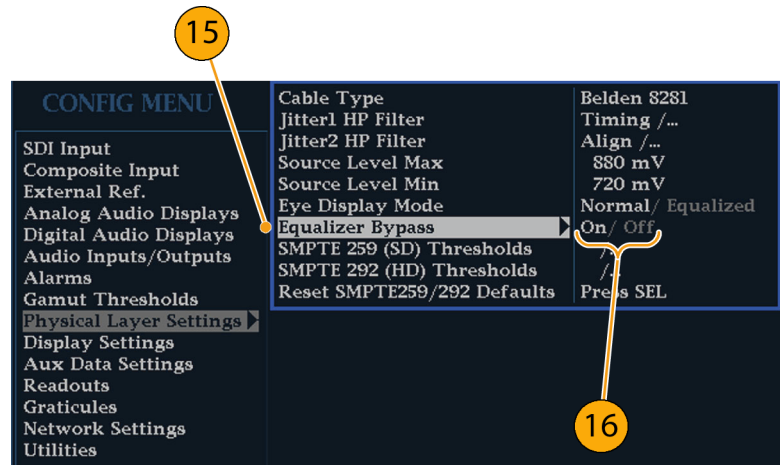 15
CONFIG MENU
SDI Input
Composite Input
External Ref.
Analog Audio Displays
Digital Audio Displays
Audio Inputs/Outputs
Alarms
Gamut Thresholds
Physical Layer Settings
Display Settings
Aux Data Settings
Readouts
Graticules
Network Settings
Utilities
Cable Type Belden 8281
Jitter1 HP Filter Timing /...
Jitter2 HP Filter Align /...
Source Level Max 880 mV
Source Level Min 720 mV
Eye Display Mode Normal/ Equalized
Equalizer Bypass On/ Off
SMPTE 259 (SD) Thresholds /...
SMPTE 292 (HD) Thresholds /...
Reset SMPTE259/292 Defaults Press SEL
16